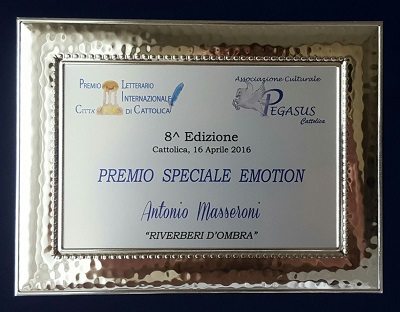 PREMIO LETTERARIO
INTERNAZIONALE
CITTÀ DI CATTOLICA
Associazione Culturale
PEGASUS
Cattolica
8^ Edizione
Cattolica, 16 Aprile 2016
PREMIO SPECIALE EMOTION
Antonio Masseroni
"RIVERBERI D'OMBRA"